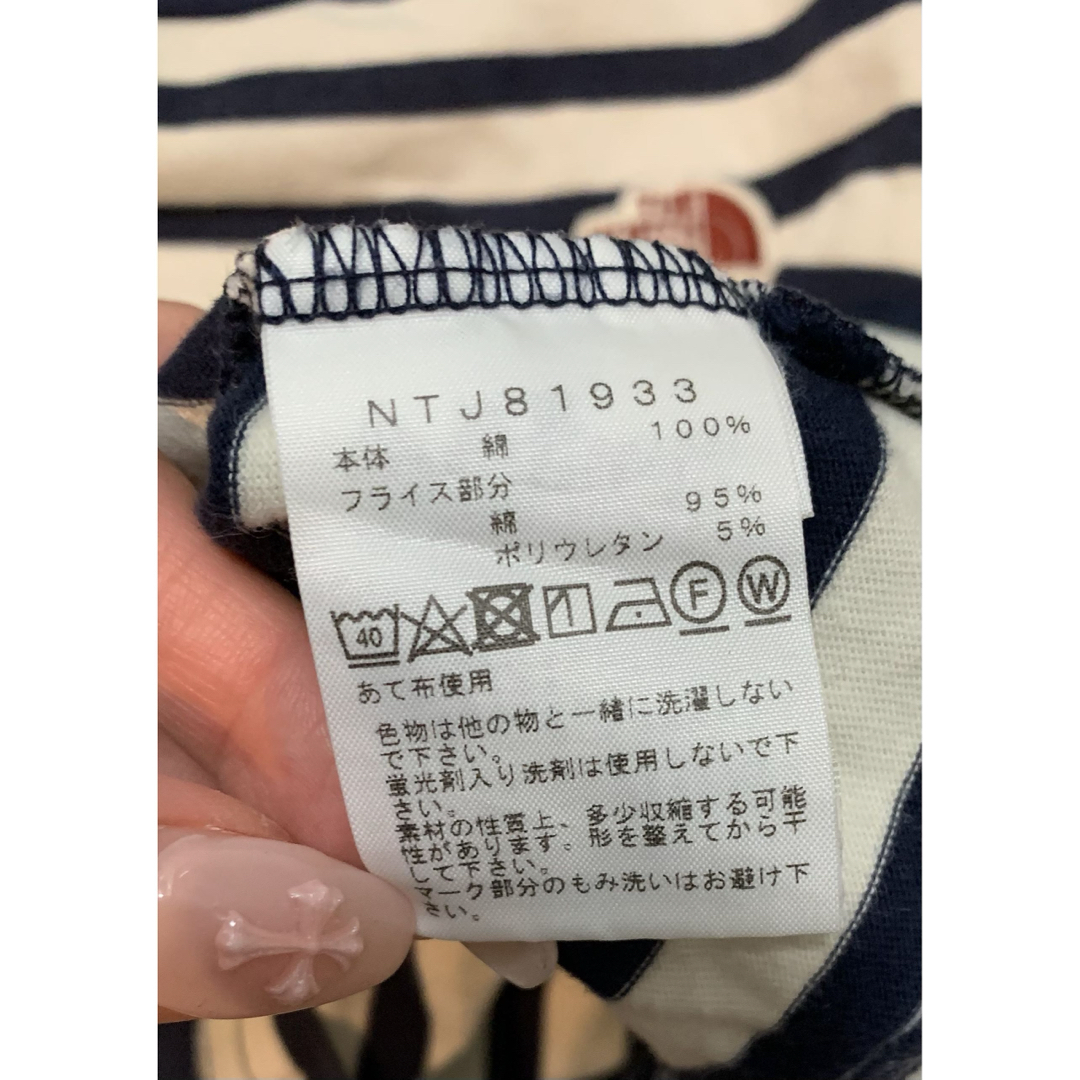 NTJ81933
本体 綿 100%
フライス部分
綿 95%
ポリウレタン 5%
40 F W
あて布使用
色物は他の物と一緒に洗濯しない
で下さい。
蛍光剤入り洗剤は使用しないで下
さい。
素材の性質上、多少収縮する可能
性があります。形を整えてから干
して下さい。
マーク部分のもみ洗いはお避け下
さい。